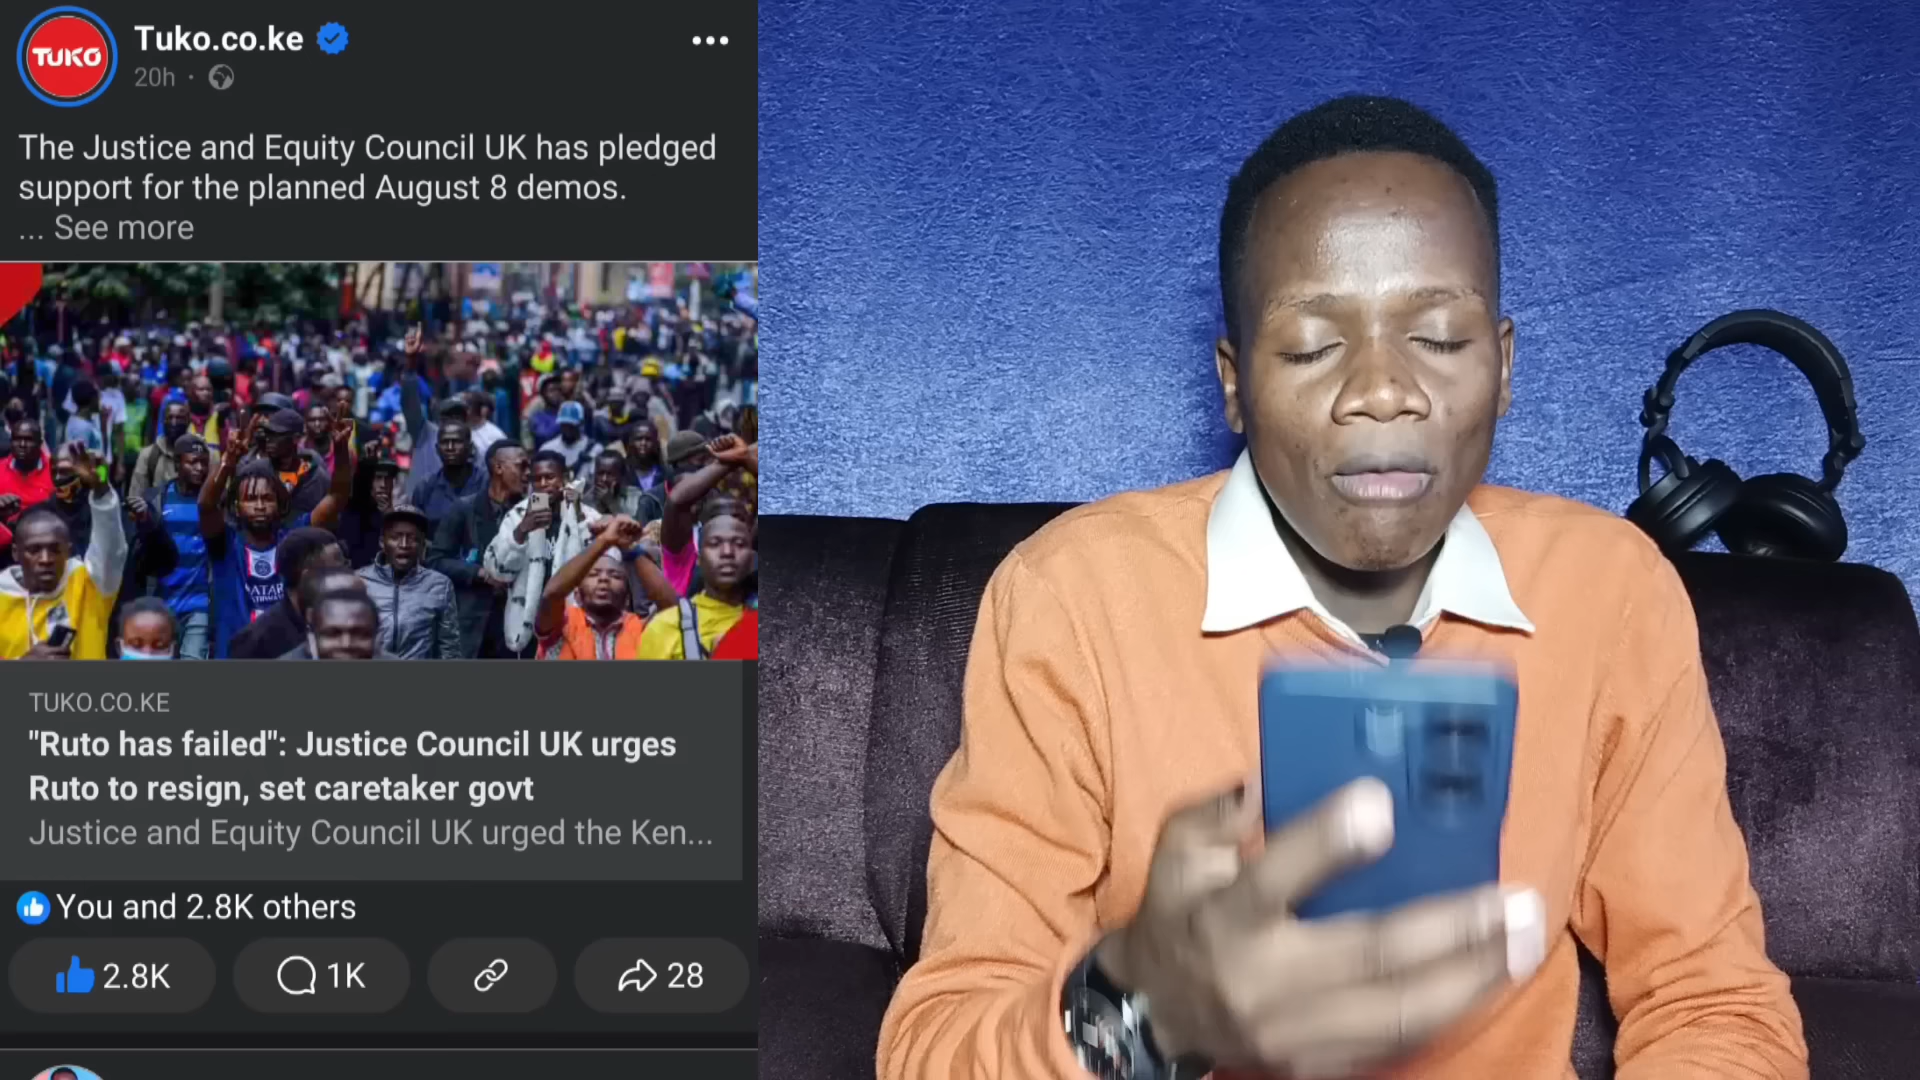 TUKO
Tuko.co.ke
20h ·
The Justice and Equity Council UK has pledged
support for the planned August 8 demos.
... See more
QATAR
TUKO.CO.KE
"Ruto has failed": Justice Council UK urges
Ruto to resign, set caretaker govt
Justice and Equity Council UK urged the Ken...
You and 2.8K others
2.8K
1K
28